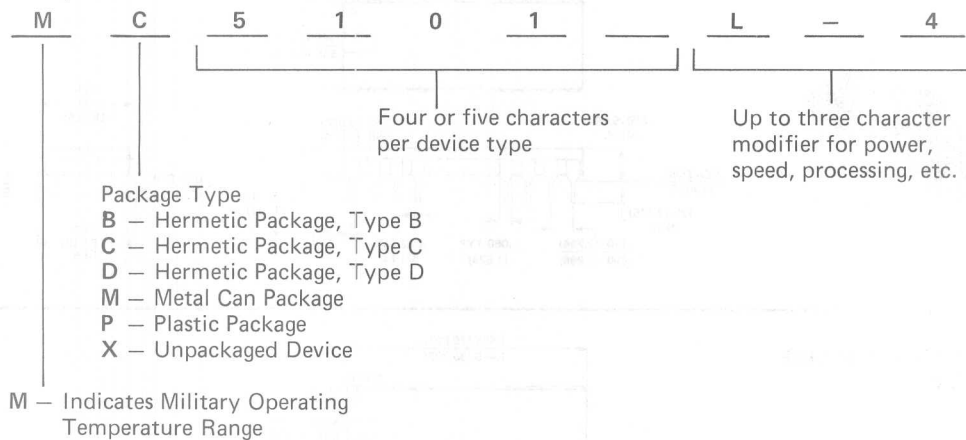 M C 5 1 0 1 L – 4
Four or five characters
per device type
Up to three character
modifier for power,
speed, processing, etc.
Package Type
B – Hermetic Package, Type B
C – Hermetic Package, Type C
D – Hermetic Package, Type D
M – Metal Can Package
P – Plastic Package
X – Unpackaged Device
M – Indicates Military Operating
Temperature Range